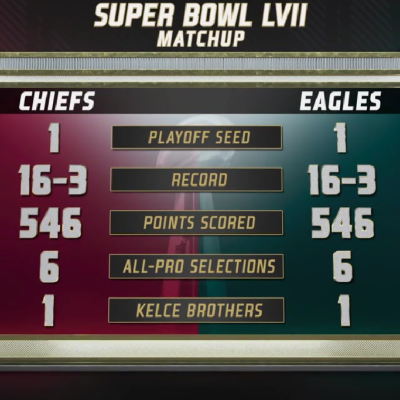 SUPER BOWL LVII
MATCHUP
CHIEFS EAGLES
1 PLAYOFF SEED 1
16-3 RECORD 16-3
546 POINTS SCORED 546
6 ALL-PRO SELECTIONS 6
1 KELCE BROTHERS 1